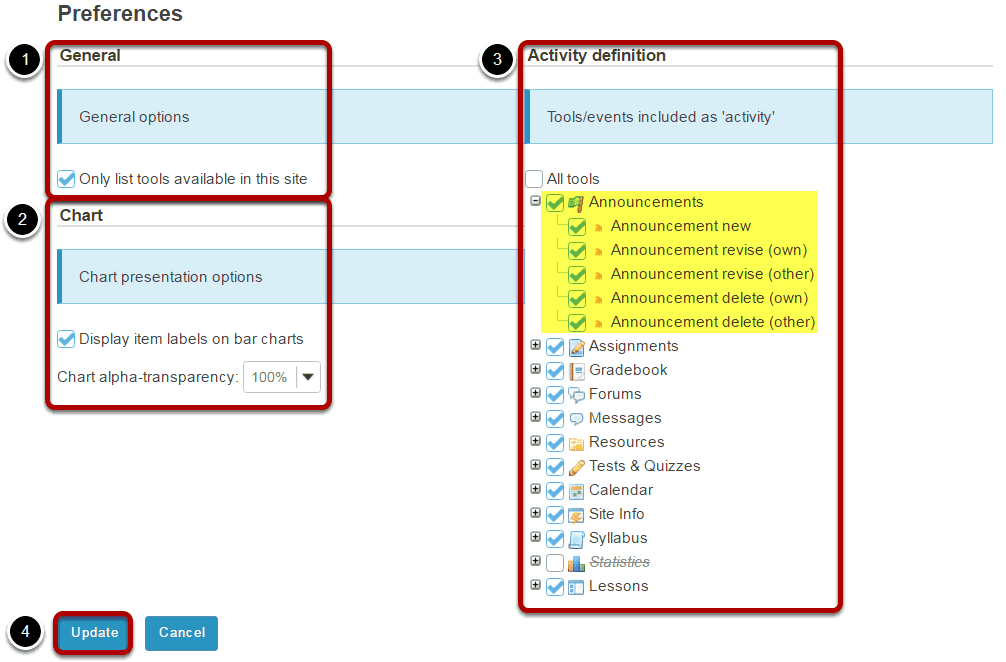 Preferences
1
General
General options
Only list tools available in this site
2
Chart
Chart presentation options
Display item labels on bar charts
Chart alpha-transparency: 100%
3
Activity definition
Tools/events included as 'activity'
All tools
Announcements
Announcement new
Announcement revise (own)
Announcement revise (other)
Announcement delete (own)
Announcement delete (other)
Assignments
Gradebook
Forums
Messages
Resources
Tests & Quizzes
Calendar
Site Info
Syllabus
Statistics
Lessons
4
Update
Cancel